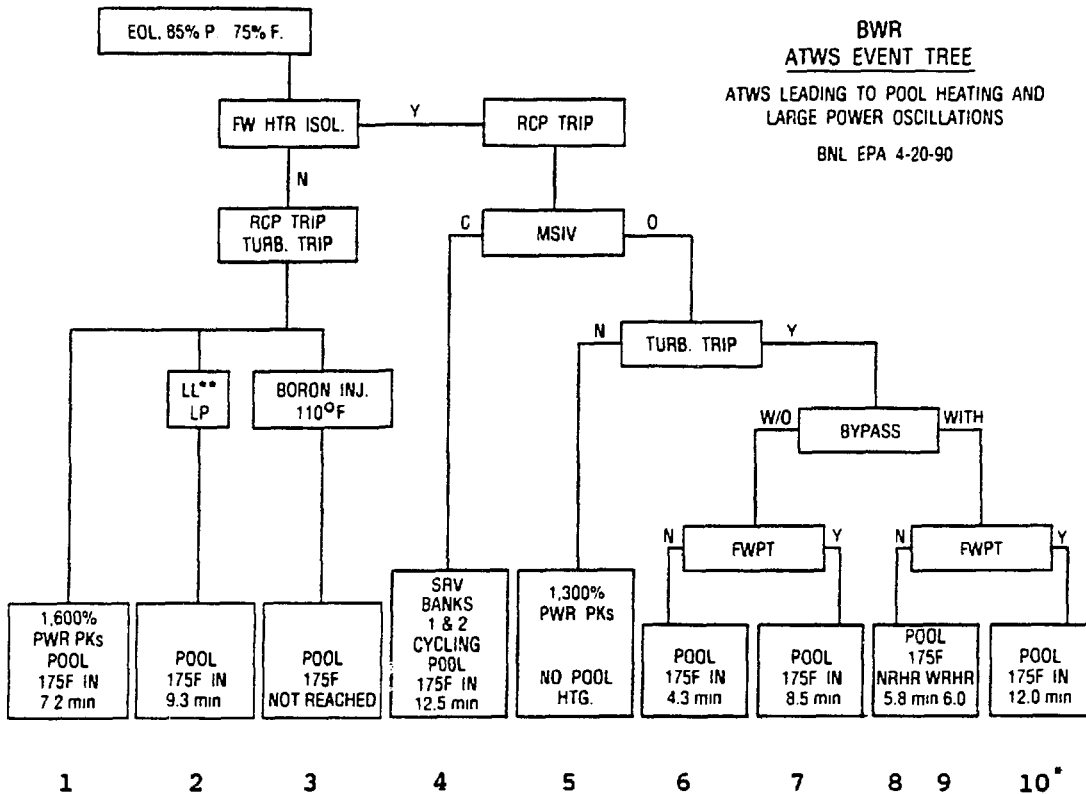 EOL. 85% P. 75% F.
BWR
ATWS EVENT TREE
ATWS LEADING TO POOL HEATING AND
LARGE POWER OSCILLATIONS
BNL EPA 4-20-90
FW HTR ISOL.
Y
RCP TRIP
N
RCP TRIP
TURB. TRIP
C
MSIV
O
N
TURB. TRIP
Y
LL**
LP
BORON INJ.
110°F
W/O
BYPASS
WITH
N
FWPT
Y
N
FWPT
Y
1,600%
PWR PKs
POOL
175F IN
7.2 min
POOL
175F IN
9.3 min
POOL
175F
NOT REACHED
SRV
BANKS
1 & 2
CYCLING
POOL
175F IN
12.5 min
1,300%
PWR PKs
NO POOL
HTG.
POOL
175F IN
4.3 min
POOL
175F IN
8.5 min
POOL
175F
NRHR WRHR
5.8 min 6.0
POOL
175F IN
12.0 min
1 2 3 4 5 6 7 8 9 10*